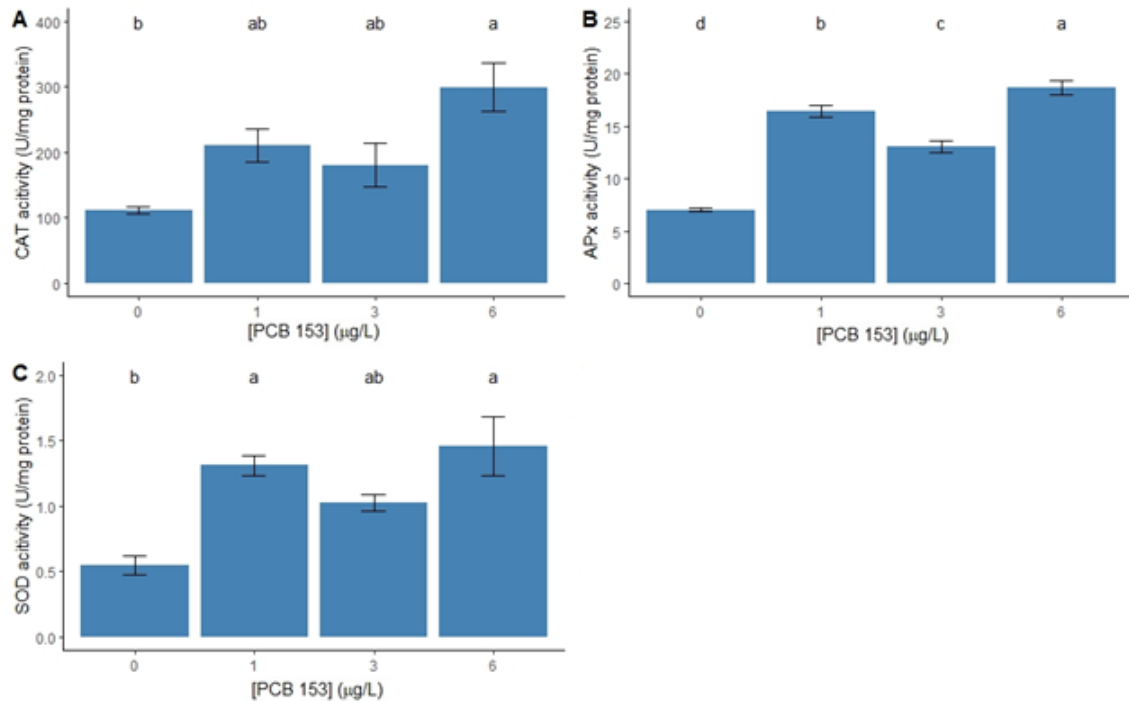 A
b ab ab a
400
300
200
100
0
CAT acitivity (U/mg protein)
0 1 3 6
[PCB 153] (μg/L)
B
d b c a
25
20
15
10
5
0
APx acitivity (U/mg protein)
0 1 3 6
[PCB 153] (μg/L)
C
b a ab a
2.0
1.5
1.0
0.5
0.0
SOD acitivity (U/mg protein)
0 1 3 6
[PCB 153] (μg/L)